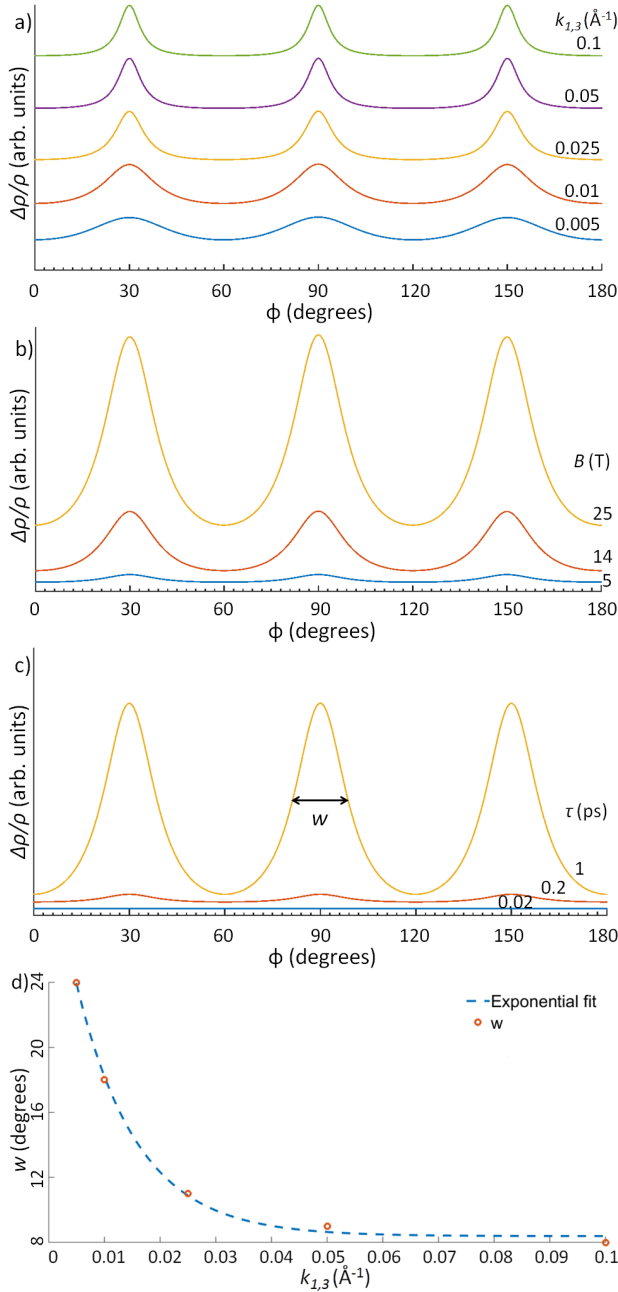 a)
k1,3 (Å-1)
0.1
0.05
0.025
0.01
0.005
Δρ/ρ (arb. units)
0 30 60 90 120 150 180
ϕ (degrees)
b)
B (T)
25
14
5
Δρ/ρ (arb. units)
0 30 60 90 120 150 180
ϕ (degrees)
c)
τ (ps)
w
1
0.2
0.02
Δρ/ρ (arb. units)
0 30 60 90 120 150 180
ϕ (degrees)
d)
24
Exponential fit
w
20
16
12
8
w (degrees)
0 0.01 0.02 0.03 0.04 0.05 0.06 0.07 0.08 0.09 0.1
k1,3 (Å-1)